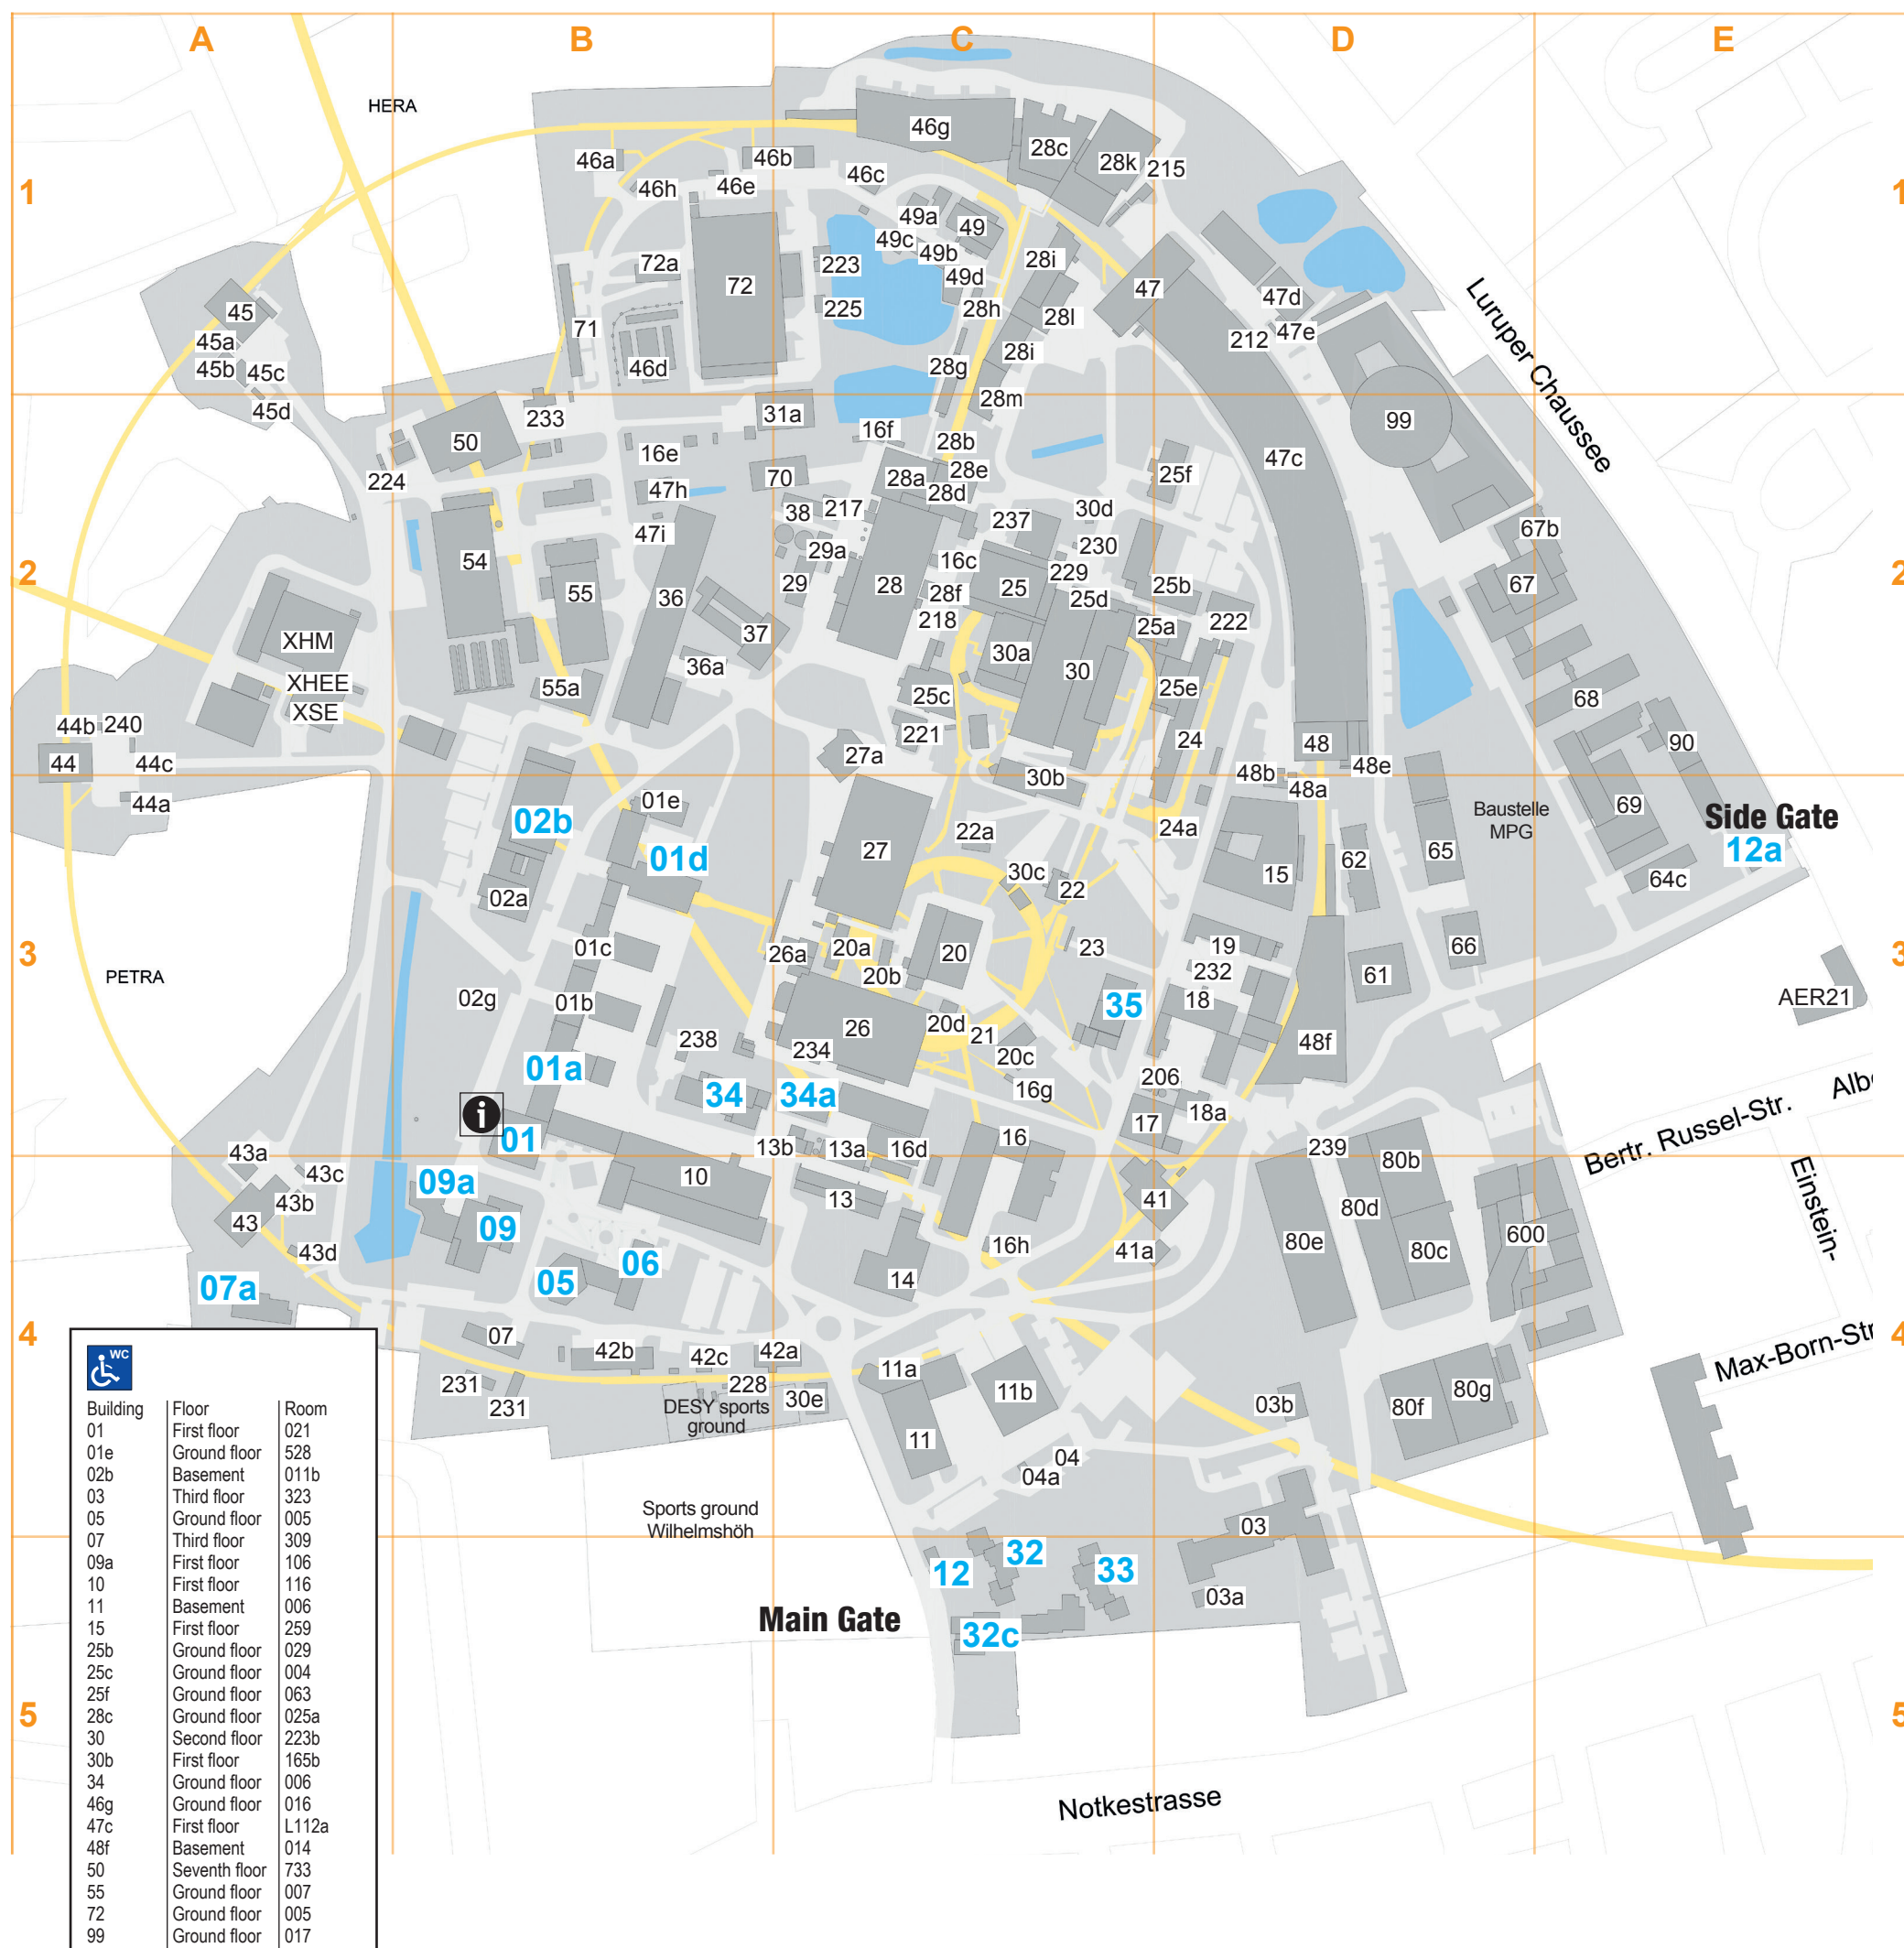 A
B
C
D
E
HERA
46g
28c
28k
46a
46b
215
46h
46e
46c
1
1
49a
49
49c
49b
28i
72a
223
49d
72
47
47d
45
225
28h
28l
71
212
47e
45a
28i
45b
45c
46d
28g
Luruper Chaussee
28m
45d
31a
233
99
50
16f
28b
16e
47c
28e
224
70
28a
25f
47h
28d
38
217
237
30d
67b
47i
29a
230
54
16c
2
2
229
55
29
28
25
67
36
28f
25d
25b
218
222
37
25a
XHM
30a
36a
30
XHEE
55a
25e
25c
68
XSE
44b
240
221
24
48
90
27a
44
44c
48b
48e
30b
48a
44a
01e
69
Baustelle
MPG
Side Gate
02b
22a
24a
12a
27
65
01d
62
30c
15
64c
22
02a
01c
26a
20a
20
23
19
66
3
3
20b
232
61
PETRA
02g
01b
35
18
AER21
20d
26
21
238
234
20c
48f
01a
206
34
34a
16g
Albe
i
18a
Bertr. Russel-Str.
17
01
16
13b
13a
16d
239
43a
80b
43c
09a
10
Einstein-
13
41
43b
80d
43
09
600
80e
16h
41a
80c
43d
06
05
14
07a
4
4
07
42b
42c
42a
Max-Born-Str
11a
231
228
11b
80g
231
DESY sports
ground
30e
03b
80f
11
04
04a
Sports ground
Wilhelmshöh
03
32
12
33
03a
Main Gate
32c
5
5
Notkestrasse
WC
Building Floor Room
01 First floor 021
01e Ground floor 528
02b Basement 011b
03 Third floor 323
05 Ground floor 005
07 Third floor 309
09a First floor 106
10 First floor 116
11 Basement 006
15 First floor 259
25b Ground floor 029
25c Ground floor 004
25f Ground floor 063
28c Ground floor 025a
30 Second floor 223b
30b First floor 165b
34 Ground floor 006
46g Ground floor 016
47c First floor L112a
48f Basement 014
50 Seventh floor 733
55 Ground floor 007
72 Ground floor 005
99 Ground floor 017